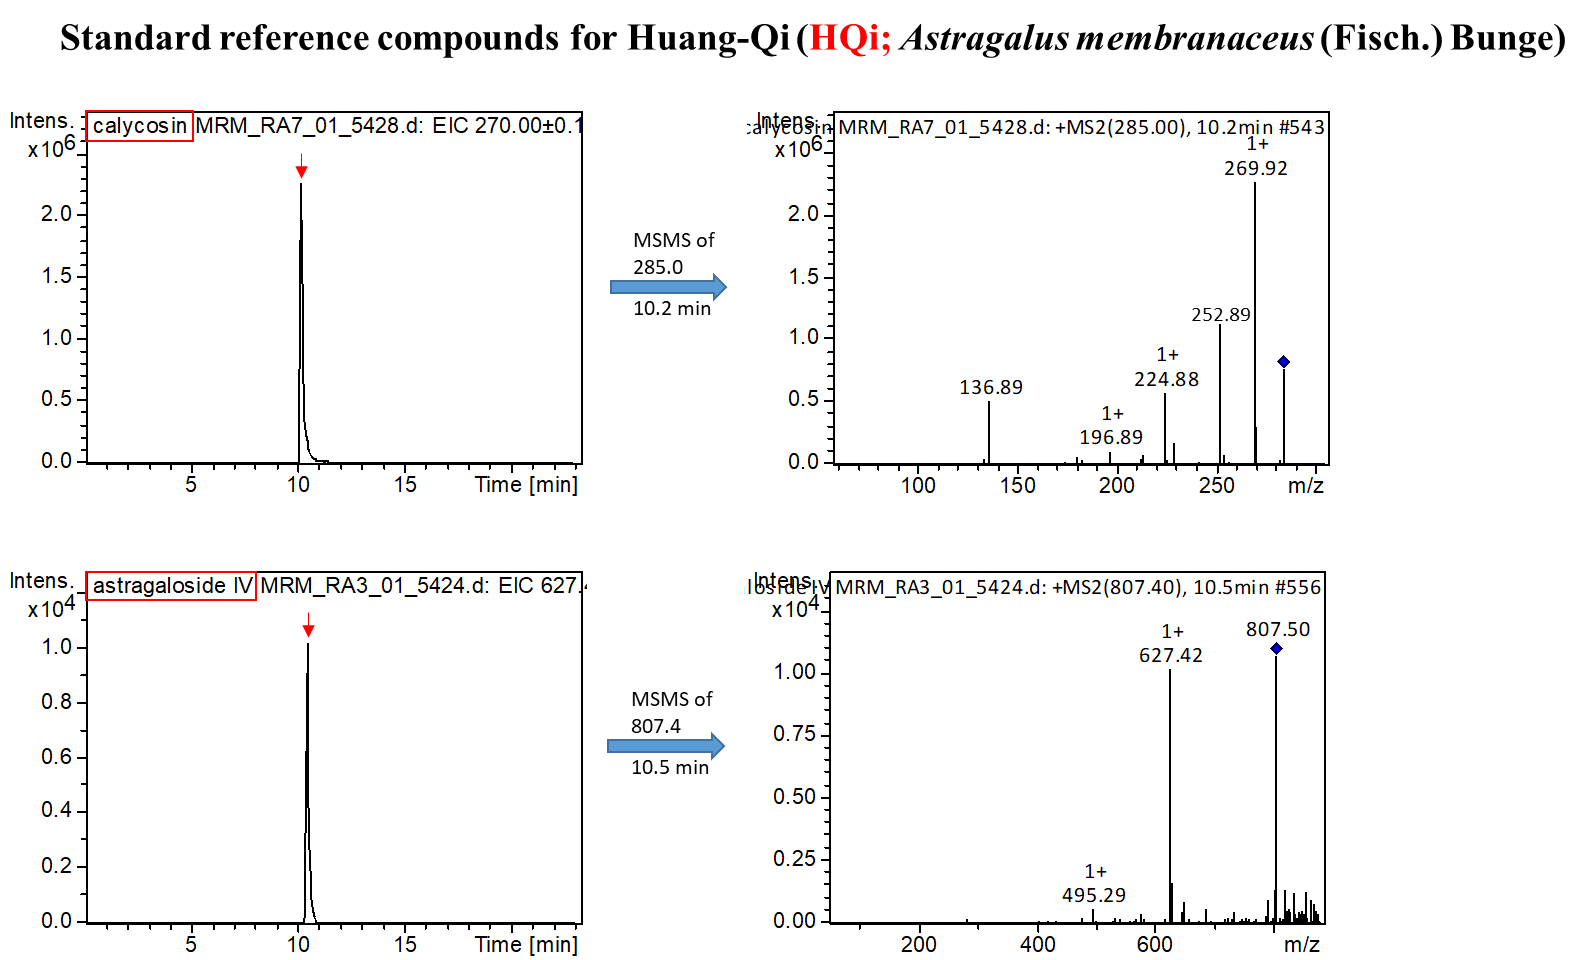 Standard reference compounds for Huang-Qi (HQi; Astragalus membranaceus (Fisch.) Bunge)
Intens.
x10⁶
calycosin MRM_RA7_01_5428.d: EIC 270.00±0.1
2.0
1.5
1.0
0.5
0.0
5 10 15 Time [min]
MSMS of
285.0
10.2 min
Intens.
x10⁶
calycosin MRM_RA7_01_5428.d: +MS2(285.00), 10.2min #543
1+
269.92
252.89
1+
224.88
136.89
1+
196.89
2.0
1.5
1.0
0.5
0.0
100 150 200 250 m/z
Intens.
x10⁴
astragaloside IV MRM_RA3_01_5424.d: EIC 627.4
1.0
0.8
0.6
0.4
0.2
0.0
5 10 15 Time [min]
MSMS of
807.4
10.5 min
Intens.
x10⁴
loside IV MRM_RA3_01_5424.d: +MS2(807.40), 10.5min #556
807.50
1+
627.42
1+
495.29
1.00
0.75
0.50
0.25
0.00
200 400 600 m/z